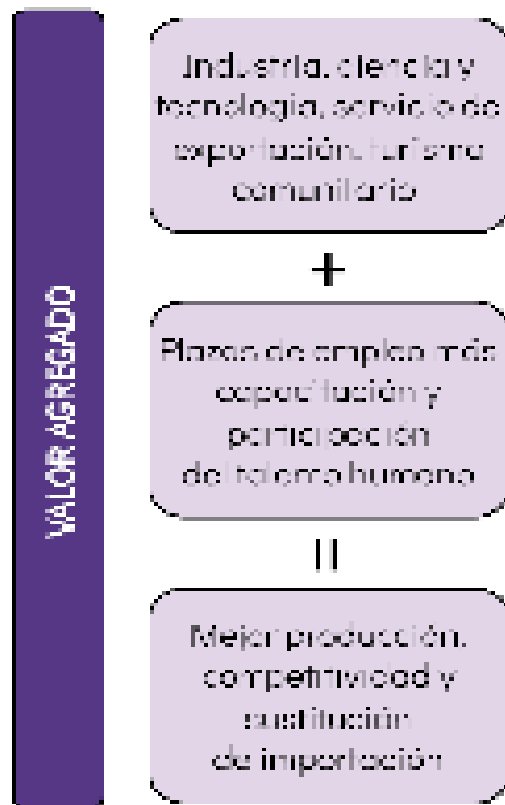 VALOR AGREGADO
Industria, ciencia y
tecnología, servicio de
exportación, turismo
comunitario
+
Plazas de empleo más
capacitación y
participación
del talento humano
=
Mejor producción,
competitividad y
sustitución
de importación